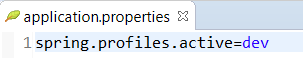 application.properties
1 spring.profiles.active=dev